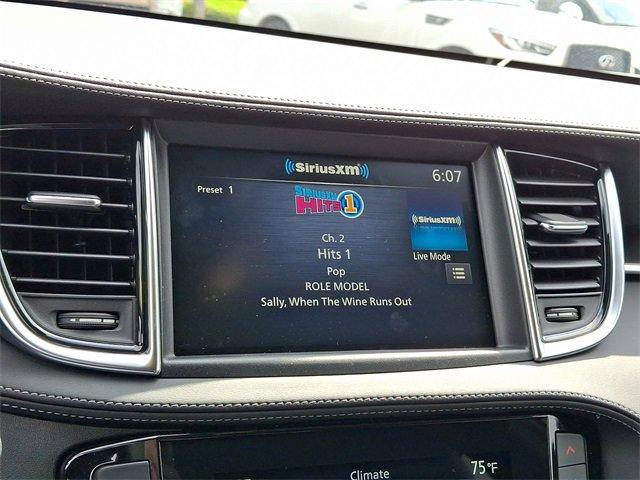 ((SiriusXm))
6:07
Preset 1
SiriusXM
HITS 1
((SiriusXm))
Ch. 2
Hits 1
Live Mode
Pop
ROLE MODEL
Sally, When The Wine Runs Out
Climate
75°F